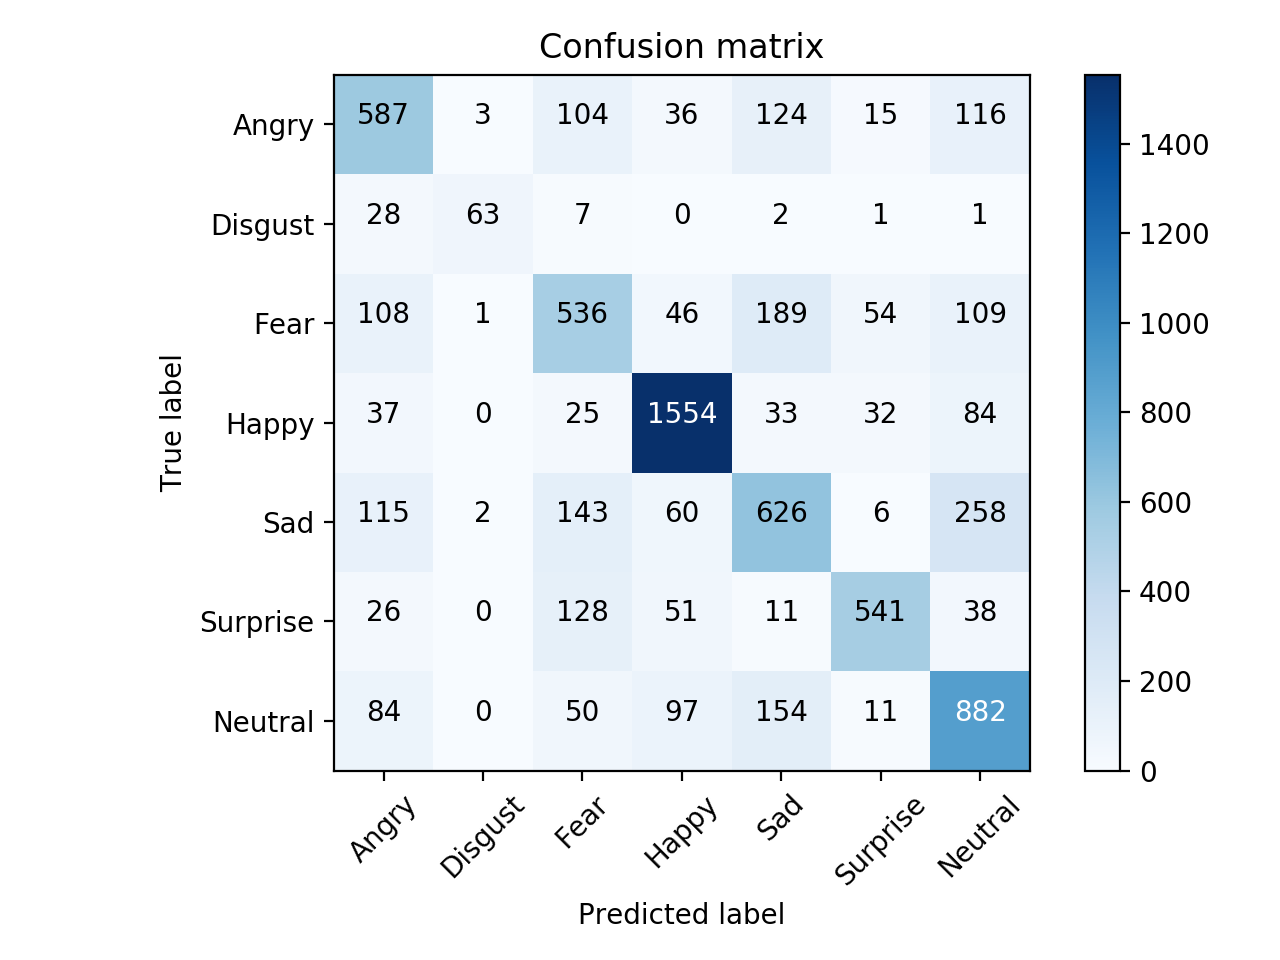 Confusion matrix
Angry 587 3 104 36 124 15 116
Disgust 28 63 7 0 2 1 1
Fear 108 1 536 46 189 54 109
Happy 37 0 25 1554 33 32 84
Sad 115 2 143 60 626 6 258
Surprise 26 0 128 51 11 541 38
Neutral 84 0 50 97 154 11 882
True label
Angry Disgust Fear Happy Sad Surprise Neutral
Predicted label
1400
1200
1000
800
600
400
200
0